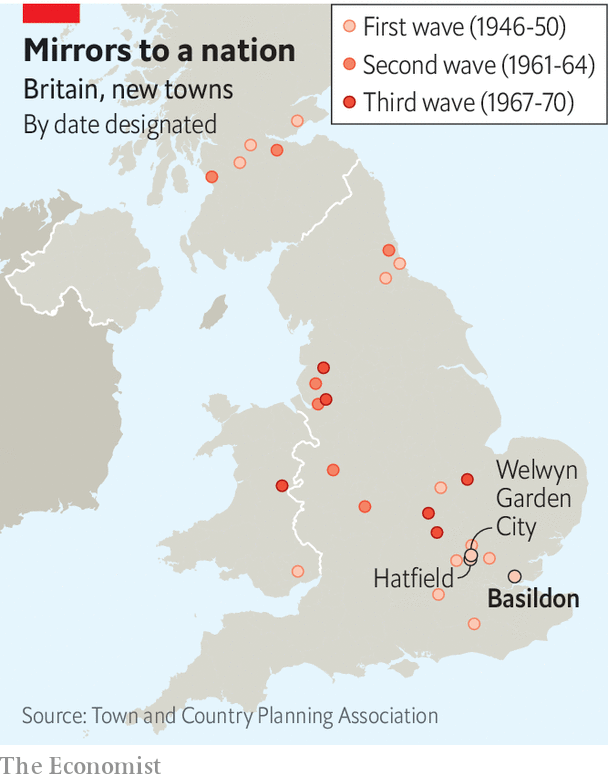 Mirrors to a nation
Britain, new towns
By date designated
First wave (1946-50)
Second wave (1961-64)
Third wave (1967-70)
Welwyn
Garden
City
Hatfield
Basildon
Source: Town and Country Planning Association
The Economist